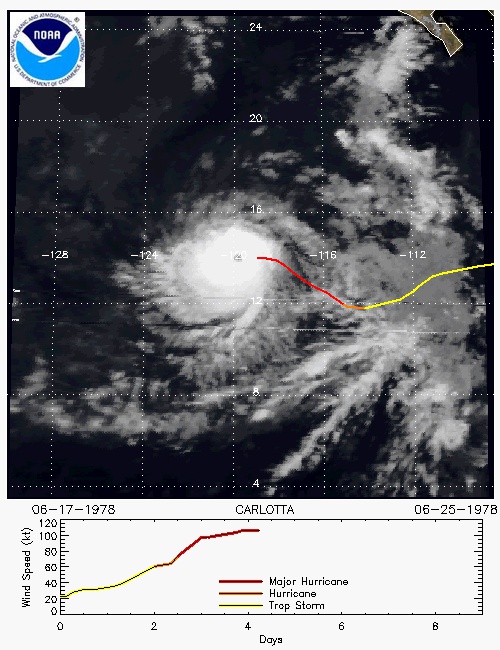 NATIONAL OCEANIC AND ATMOSPHERIC ADMINISTRATION
NOAA
U.S. DEPARTMENT OF COMMERCE
24
20
16
-128 -124 -120 -116 -112
12
8
4
06-17-1978 CARLOTTA 06-25-1978
Wind Speed (kt)
120
100
80
60
40
20
0
Major Hurricane
Hurricane
Trop Storm
0 2 4 6 8
Days